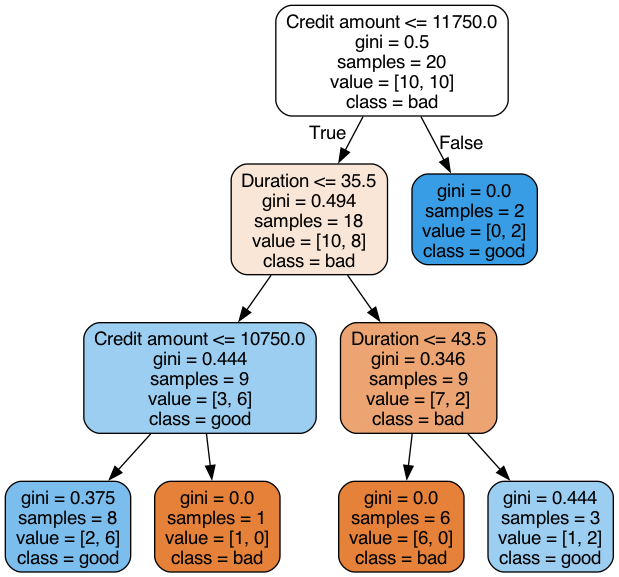 Credit amount <= 11750.0
gini = 0.5
samples = 20
value = [10, 10]
class = bad
True
False
Duration <= 35.5
gini = 0.494
samples = 18
value = [10, 8]
class = bad
gini = 0.0
samples = 2
value = [0, 2]
class = good
Credit amount <= 10750.0
gini = 0.444
samples = 9
value = [3, 6]
class = good
Duration <= 43.5
gini = 0.346
samples = 9
value = [7, 2]
class = bad
gini = 0.375
samples = 8
value = [2, 6]
class = good
gini = 0.0
samples = 1
value = [1, 0]
class = bad
gini = 0.0
samples = 6
value = [6, 0]
class = bad
gini = 0.444
samples = 3
value = [1, 2]
class = good